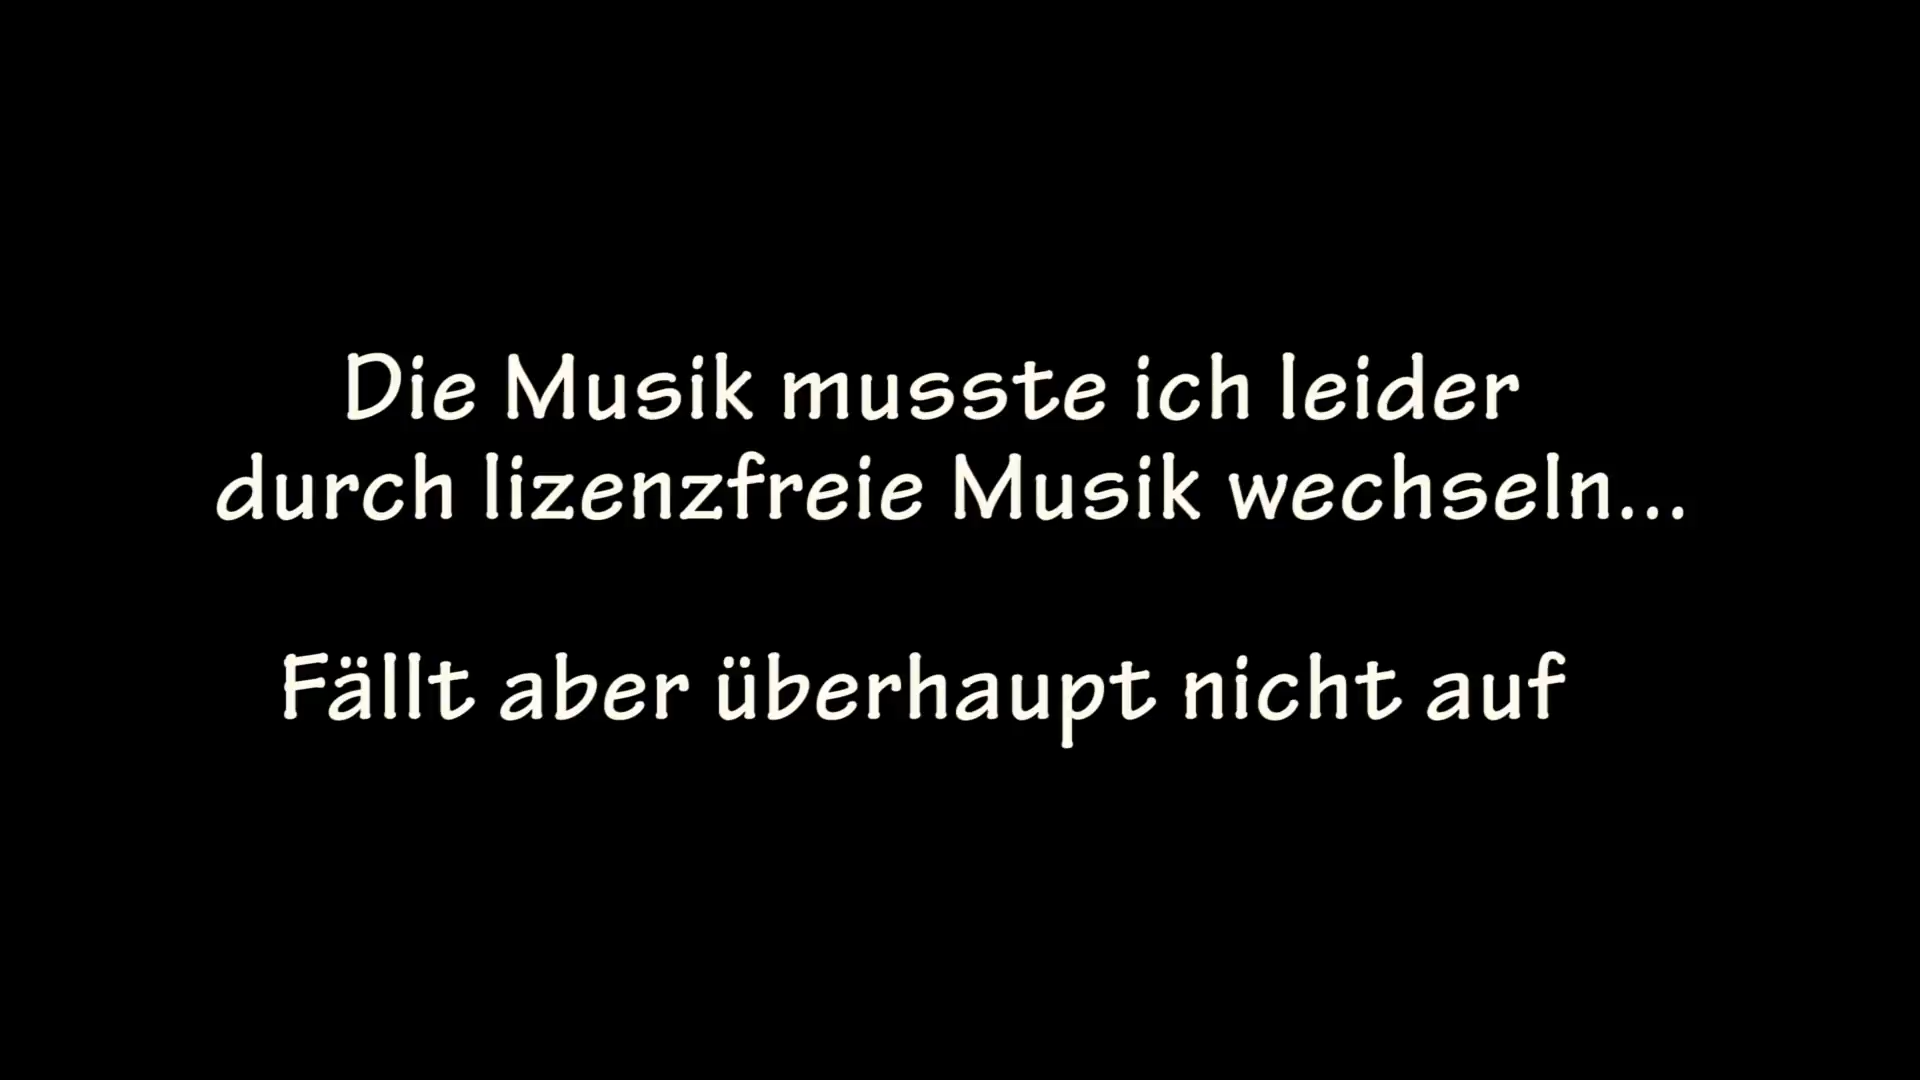 Die Musik musste ich leider
durch lizenzfreie Musik wechseln...
Fällt aber überhaupt nicht auf